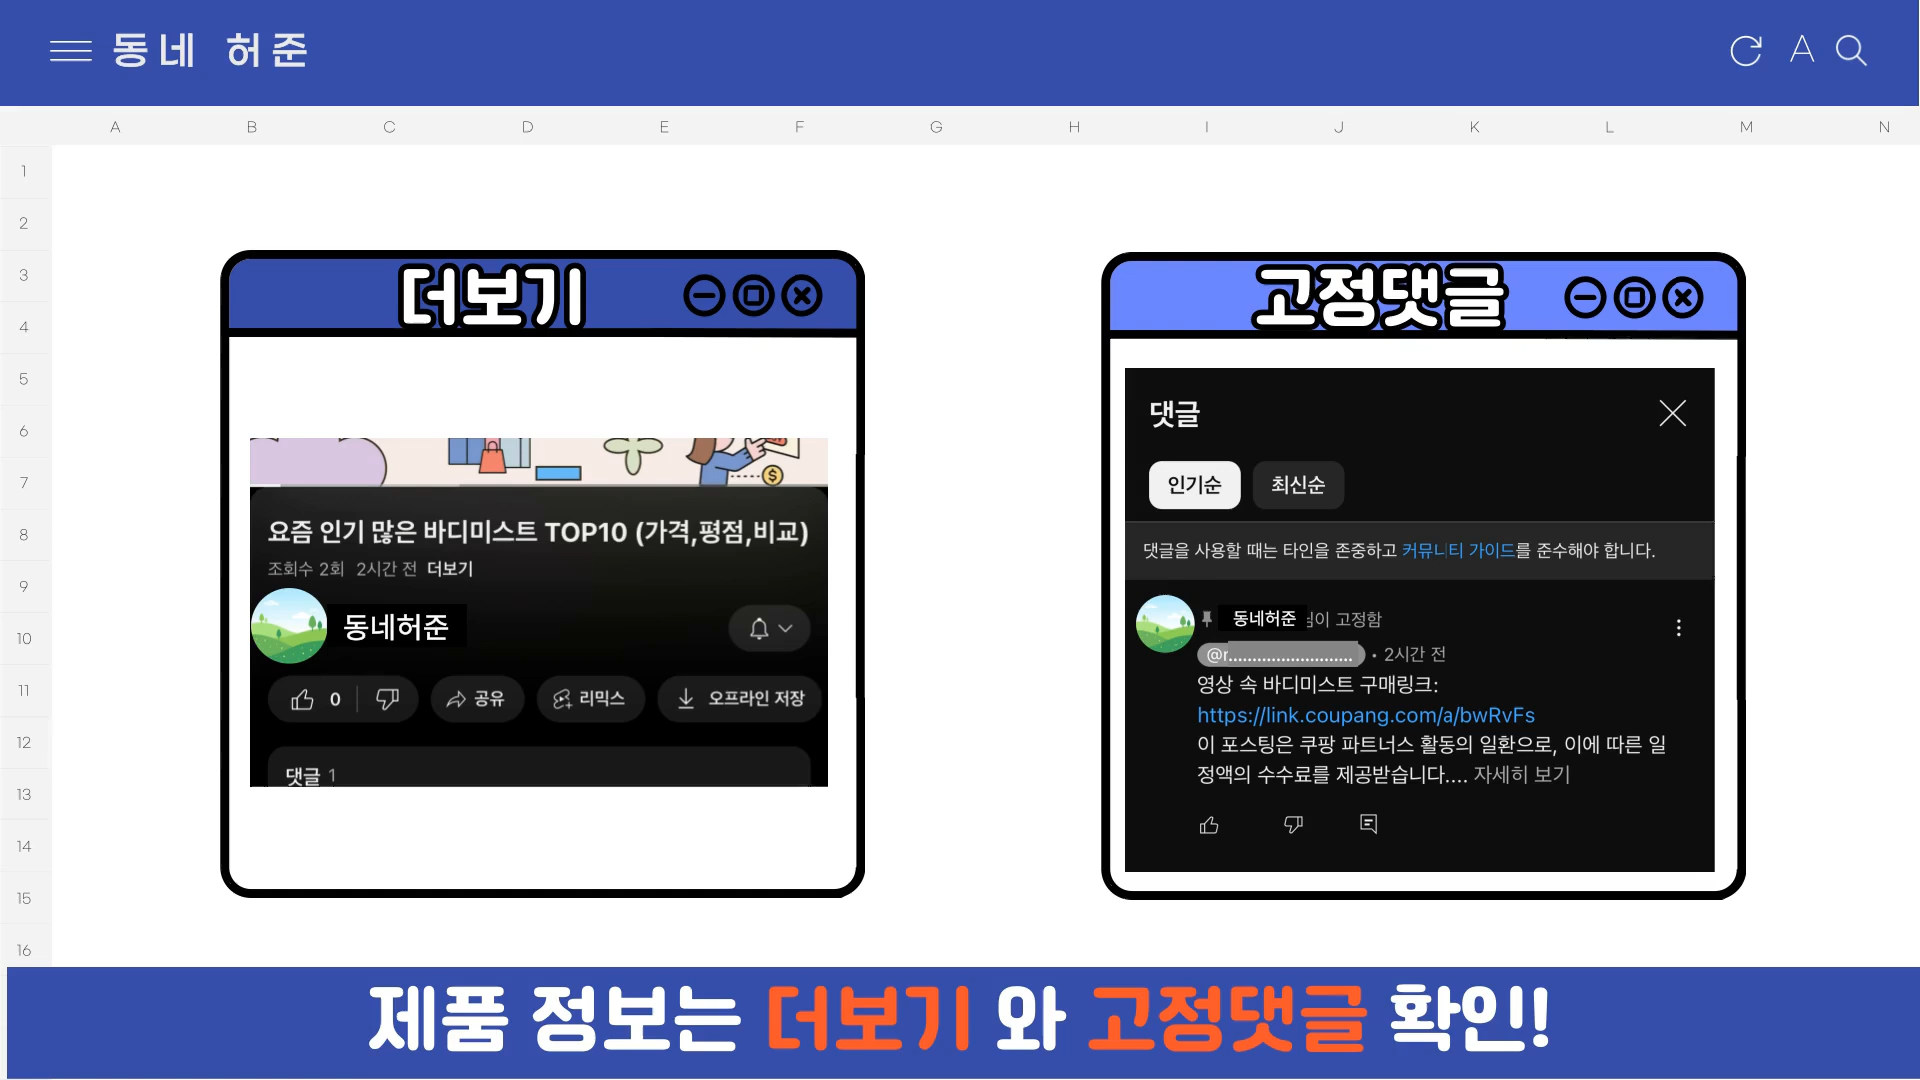 동네 허준
A
A B C D E F G H I J K L M N
1
2
3
4
5
6
7
8
9
10
11
12
13
14
15
16
더보기
요즘 인기 많은 바디미스트 TOP10 (가격,평점,비교)
조회수 2회 2시간 전 더보기
동네허준
0 공유 리믹스 오프라인 저장
댓글 1
고정댓글
댓글
인기순 최신순
댓글을 사용할 때는 타인을 존중하고 커뮤니티 가이드를 준수해야 합니다.
동네허준 님이 고정함
@r.......................... • 2시간 전
영상 속 바디미스트 구매링크:
https://link.coupang.com/a/bwRvFs
이 포스팅은 쿠팡 파트너스 활동의 일환으로, 이에 따른 일
정액의 수수료를 제공받습니다.... 자세히 보기
제품 정보는 더보기 와 고정댓글 확인!